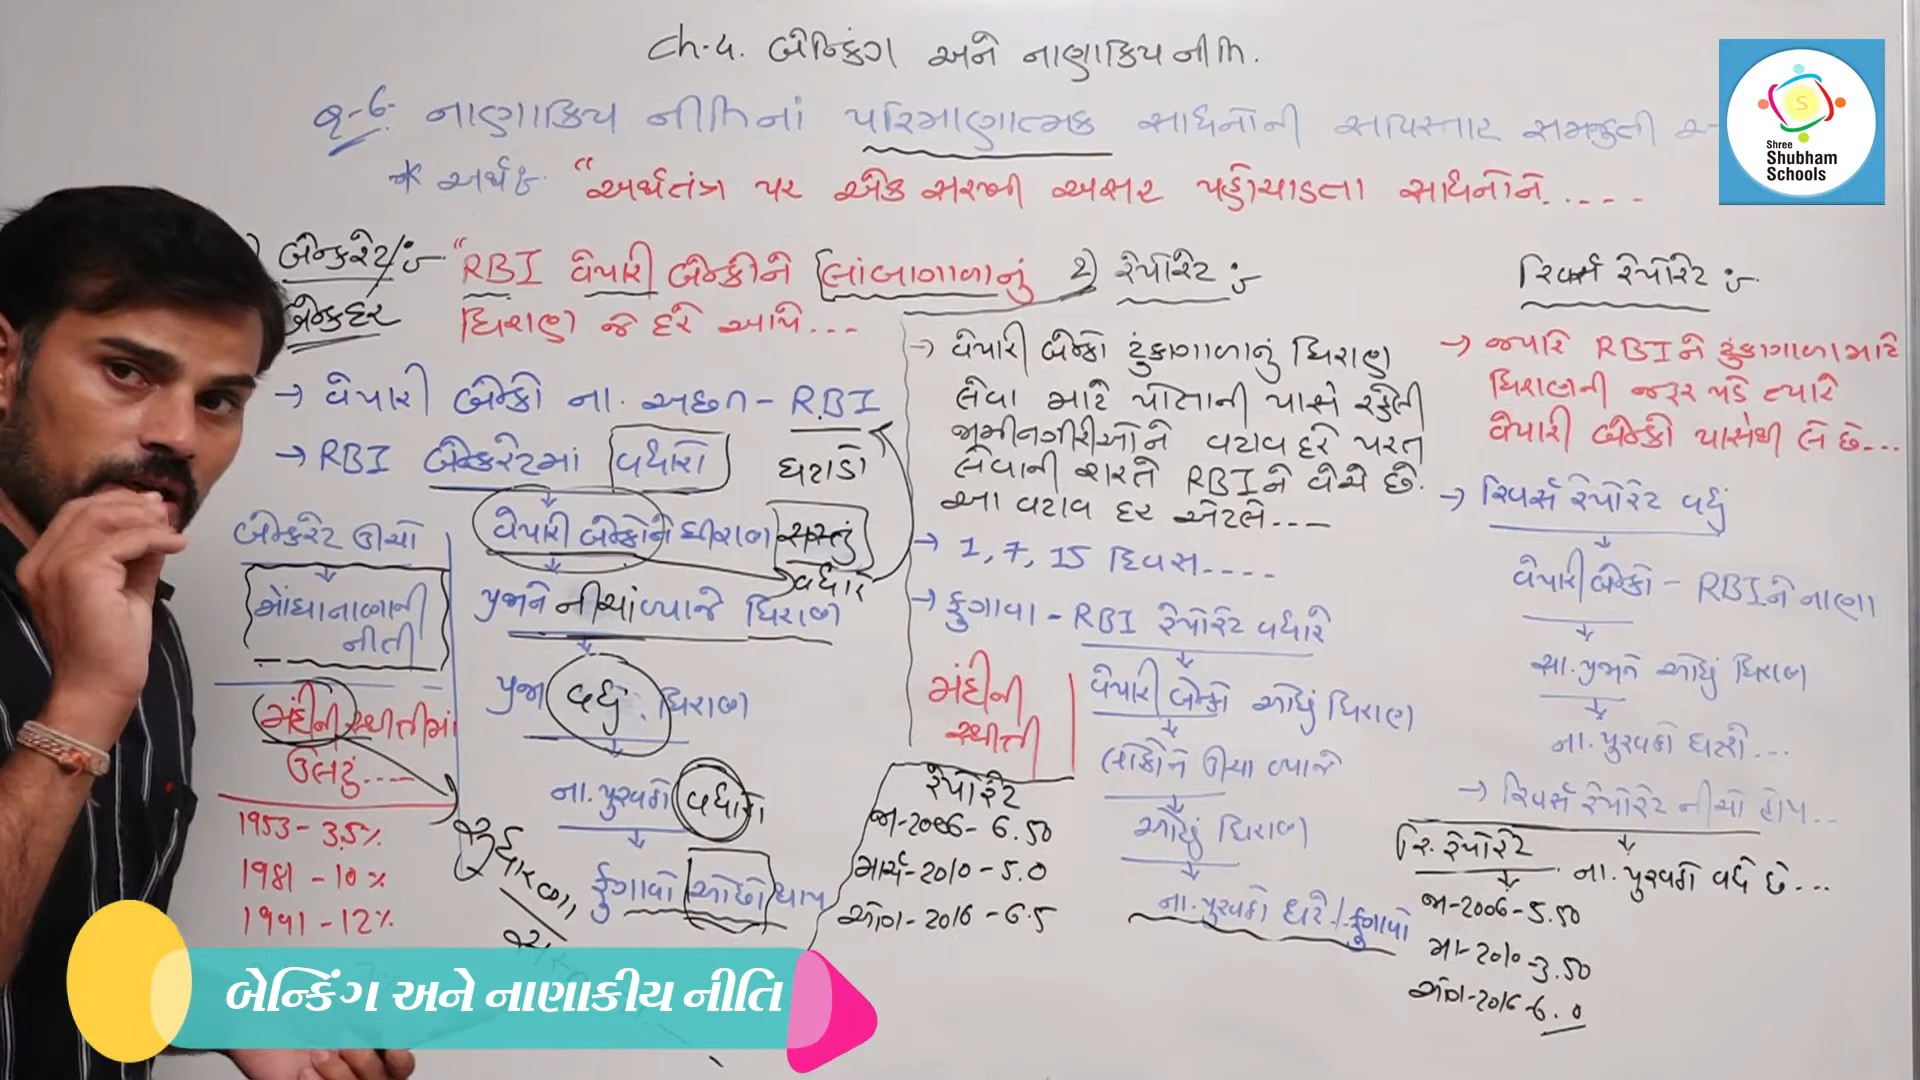 Ch-4. બેન્કિંગ અને નાણાકિય નીતિ.
પ્ર-6. નાણાકિય નીતિનાં પરિમાણાત્મક સાધનોની સવિસ્તાર સમજુતી
* અર્થઃ- "અર્થતંત્ર પર એક સરખી અસર પહોંચાડતા સાધનોને.....
Shree
Shubham
Schools
બેન્કરેટ/ઃ-
બેન્કદર
"RBI વેપારી બેન્કોને લાંબાગાળાનું
ધિરાણ જે દરે આપે...
→ વેપારી બેન્કો ના. અછત - RBI
→ RBI બેન્કરેટમાં વધારો ઘટાડો
વેપારી બેન્કોને ધીરાણ સસ્તું
વધારે
પ્રજાને નીચાં વ્યાજે ધિરાણ
પ્રજા વધુ ધિરાણ
ના. પુરવઠો વધારો
ફુગાવો ઓછો થાય
બેન્કરેટ ઊંચો
મોંઘાનાણાની
નીતી
મંદીની સ્થીતીમાં
ઉલટું....
1953 - 3.5%
1981 - 10%
1991 - 12%
2) રેપોરેટ :-
→ વેપારી બેન્કો ટુંકાગાળાનું ધિરાણ
લેવા માટે પોતાની પાસે રહેલી
જામીનગીરીઓને વટાવ દરે પરત
લેવાની શરતે RBI ને વેચે છે.
આ વટાવ દર એટલે---
→ 1, 7, 15 દિવસ....
→ ફુગાવા - RBI રેપોરેટ વધારે
વેપારી બેન્કો ઓછું ધિરાણ
લોકોને ઊંચા વ્યાજે
ઓછું ધિરાણ
ના. પુરવઠો ઘટે/ફુગાવો
મંદીની
સ્થીતી
રેપોરેટ
જા-2006- 6.50
માર્ચ-2010 - 5.0
ઓગ-2016 - 6.5
રિવર્સ રેપોરેટ :-
→ જ્યારે RBI ને ટુંકાગાળા માટે
ધિરાણની જરૂર પડે ત્યારે
વેપારી બેન્કો પાસેથી લે છે...
→ રિવર્સ રેપોરેટ વધુ
વેપારી બેન્કો - RBI ને નાણા
સા. પ્રજાને ઓછું ધિરાણ
ના. પુરવઠો ઘટશે...
→ રિવર્સ રેપોરેટ નીચો હોય..
ના. પુરવઠો વધે છે...
રિ. રેપોરેટ
જા-2006-5.50
મા-2010-3.50
ઓગ-2016-6.0
બેન્કિંગ અને નાણાકીય નીતિ